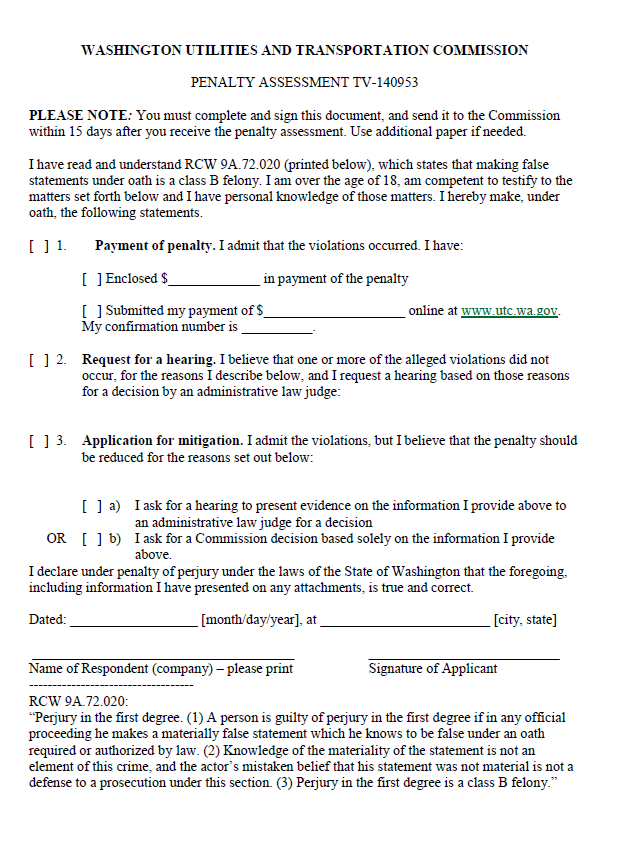 WASHINGTON UTILITIES AND TRANSPORTATION COMMISSION
PENALTY ASSESSMENT TV-140953
PLEASE NOTE: You must complete and sign this document, and send it to the Commission
within 15 days after you receive the penalty assessment. Use additional paper if needed.
I have read and understand RCW 9A.72.020 (printed below), which states that making false
statements under oath is a class B felony. I am over the age of 18, am competent to testify to the
matters set forth below and I have personal knowledge of those matters. I hereby make, under
oath, the following statements.
[ ] 1. Payment of penalty. I admit that the violations occurred. I have:
[ ] Enclosed $______________ in payment of the penalty
[ ] Submitted my payment of $_____________________ online at www.utc.wa.gov.
My confirmation number is __________.
[ ] 2. Request for a hearing. I believe that one or more of the alleged violations did not
occur, for the reasons I describe below, and I request a hearing based on those reasons
for a decision by an administrative law judge:
[ ] 3. Application for mitigation. I admit the violations, but I believe that the penalty should
be reduced for the reasons set out below:
[ ] a) I ask for a hearing to present evidence on the information I provide above to
an administrative law judge for a decision
OR [ ] b) I ask for a Commission decision based solely on the information I provide
above.
I declare under penalty of perjury under the laws of the State of Washington that the foregoing,
including information I have presented on any attachments, is true and correct.
Dated: ___________________ [month/day/year], at _________________________ [city, state]
_______________________________________ ____________________________
Name of Respondent (company) – please print Signature of Applicant
-----------------------------------
RCW 9A.72.020:
“Perjury in the first degree. (1) A person is guilty of perjury in the first degree if in any official
proceeding he makes a materially false statement which he knows to be false under an oath
required or authorized by law. (2) Knowledge of the materiality of the statement is not an
element of this crime, and the actor’s mistaken belief that his statement was not material is not a
defense to a prosecution under this section. (3) Perjury in the first degree is a class B felony.”